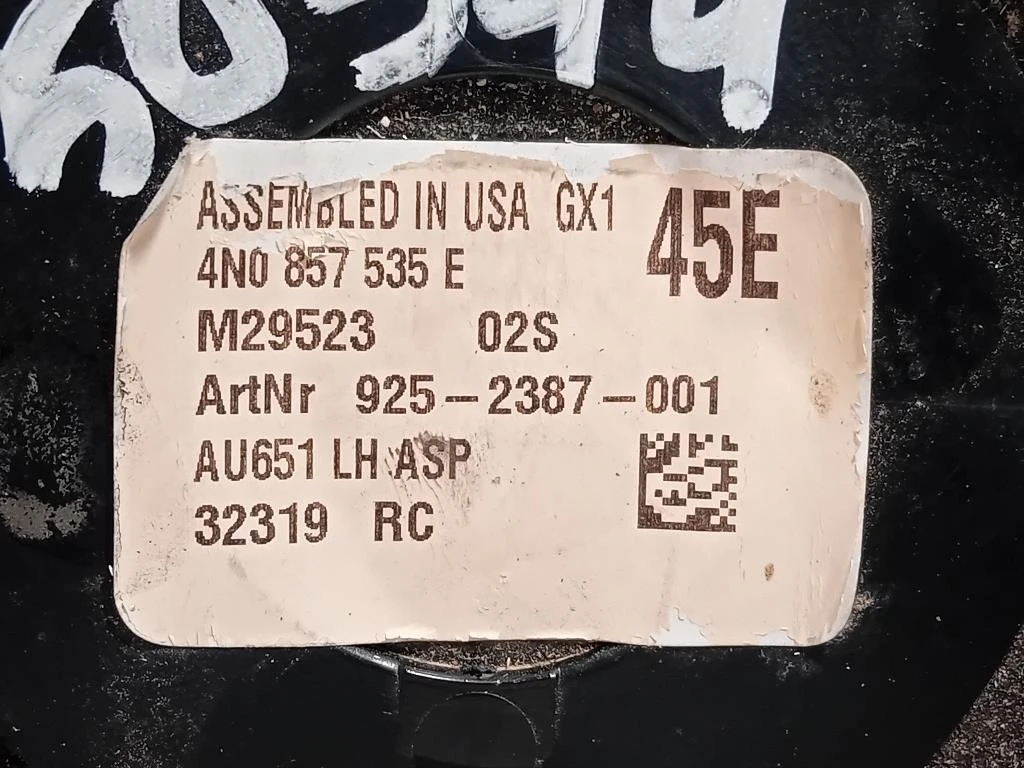 ASSEMBLED IN USA GX1 45E
4N0 857 535 E
M29523 02S
ArtNr 925-2387-001
AU651 LH ASP
32319 RC